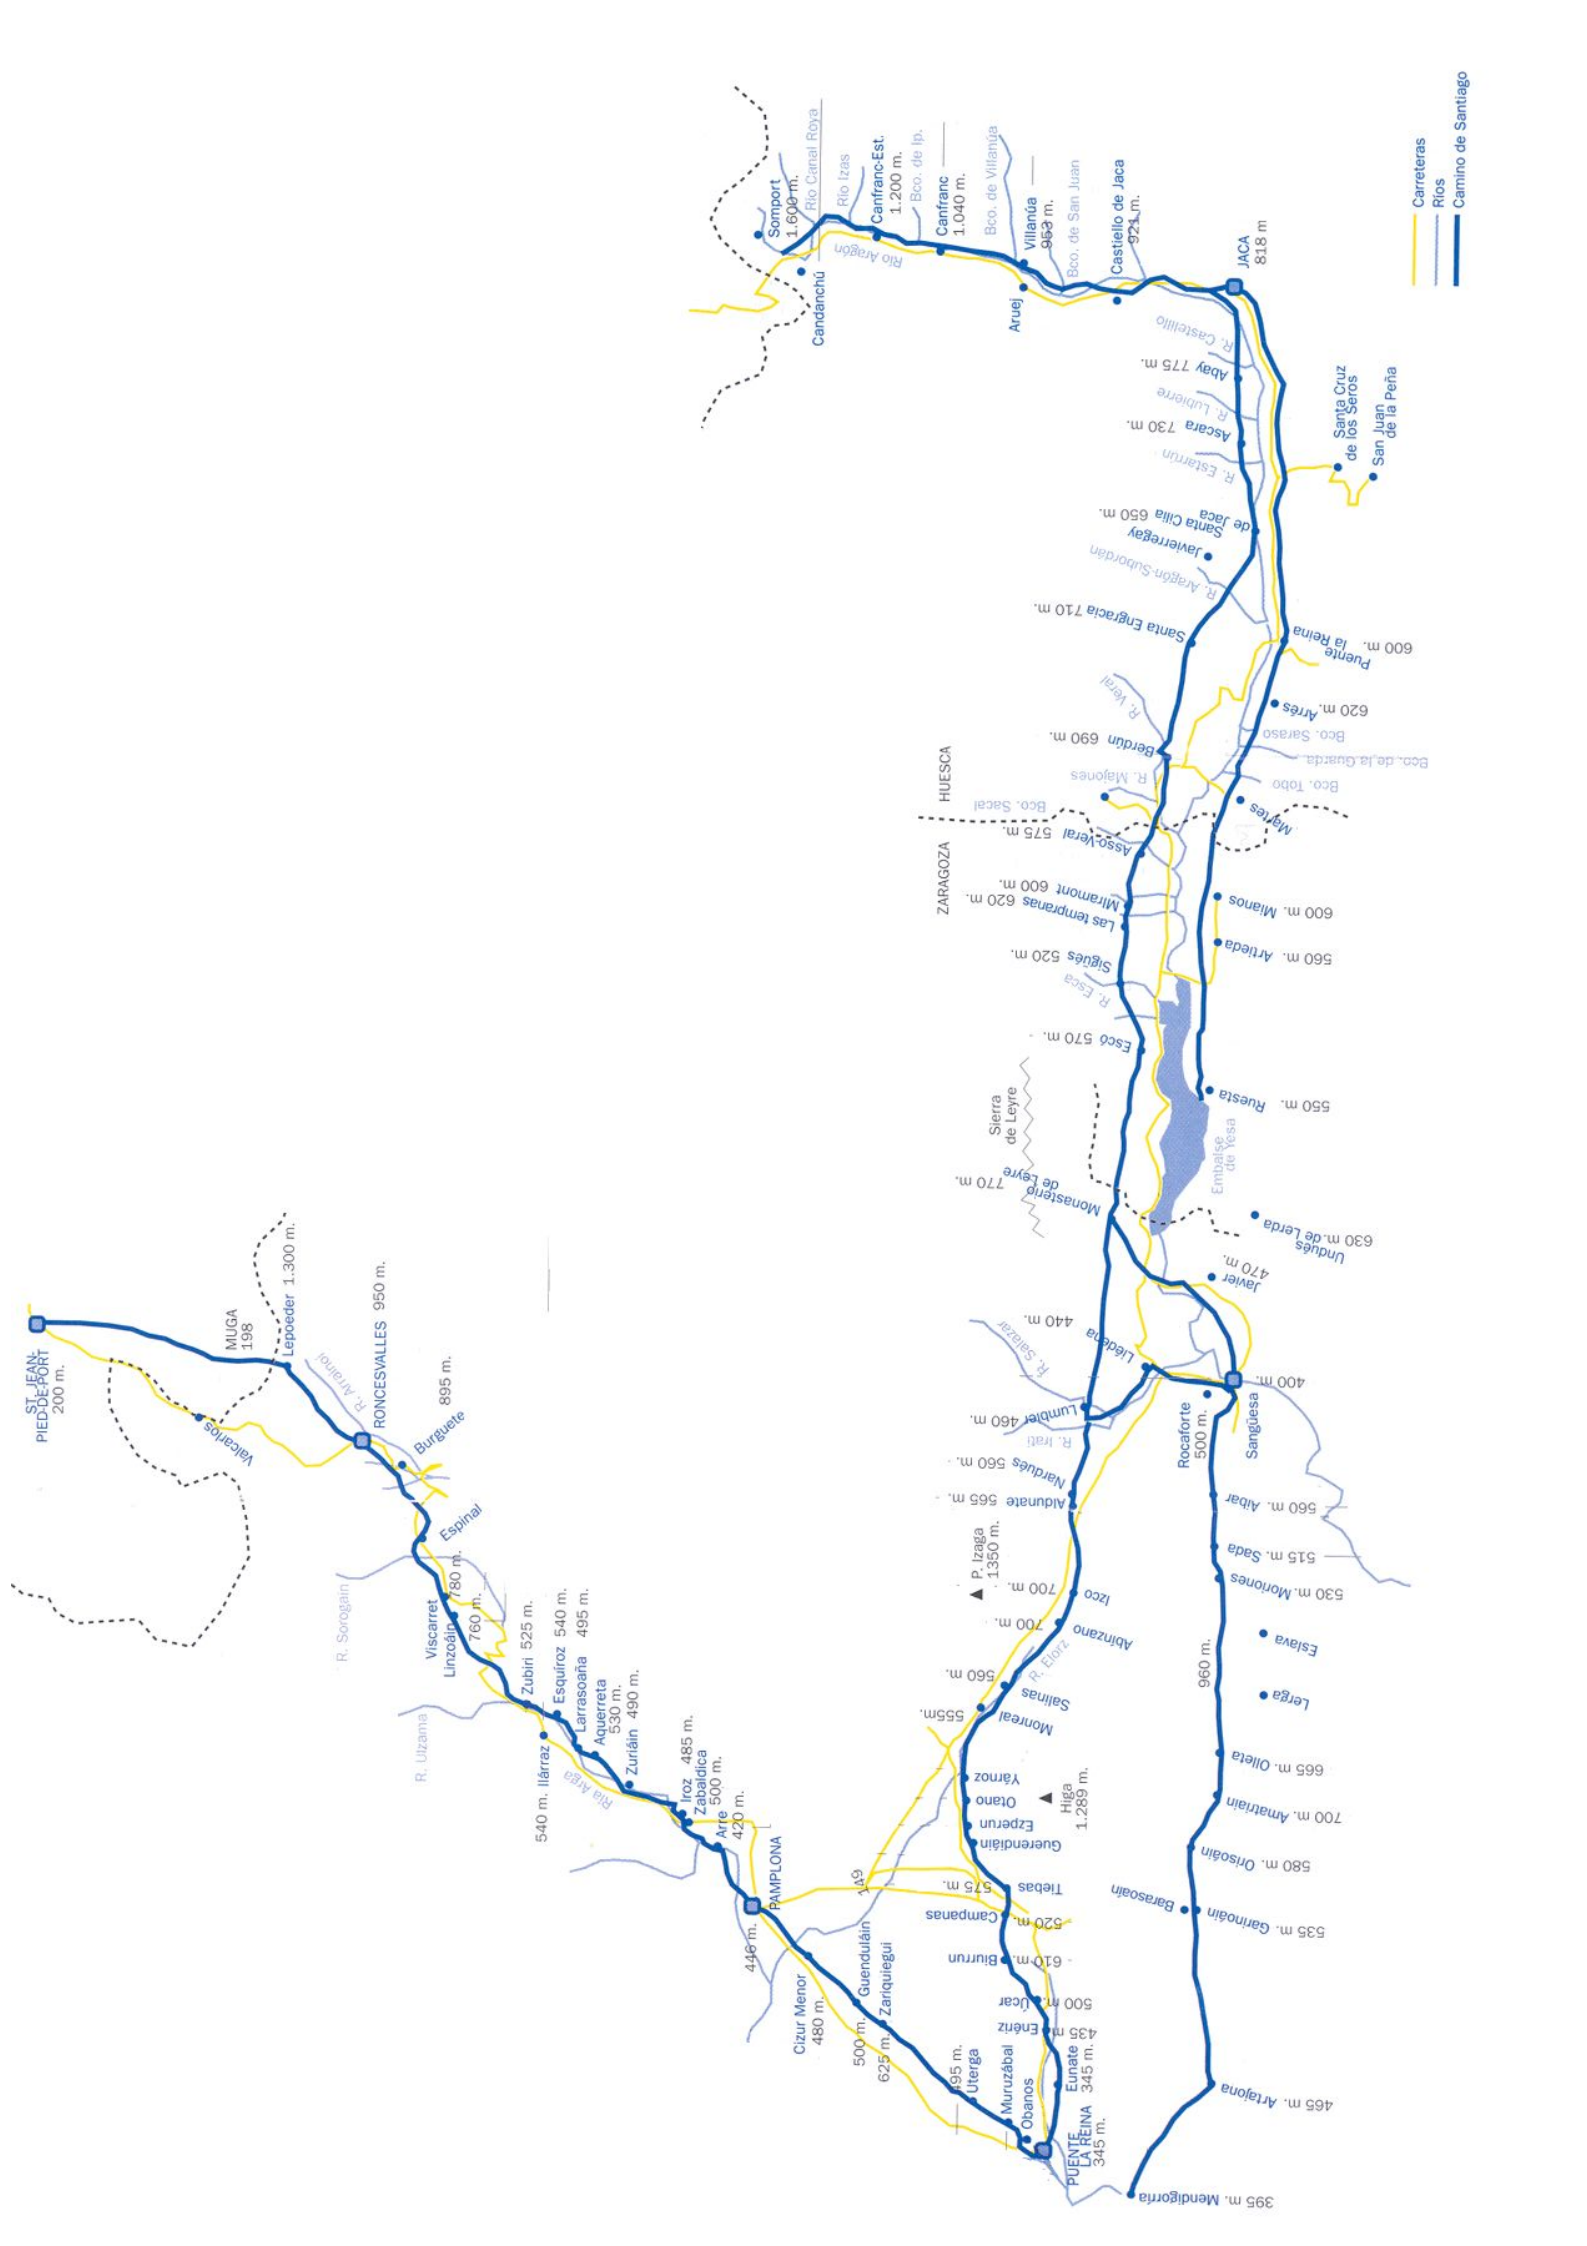 ST. JEAN-
PIED-DE-PORT
200 m.
MUGA
198
Lepoeder 1.300 m.
Valcarlos
R. Arrainoi
RONCESVALLES 950 m.
Burguete
895 m.
Espinal
R. Sorogain
Viscarret
780 m.
Linzoáin
760 m.
R. Ulzama
Zubiri 525 m.
Esquíroz 540 m.
540 m. Ilárraz
Larrasoaña 495 m.
Aquerreta
530 m.
Zuriáin 490 m.
Río Arga
Iroz 485 m.
Zabaldica
500 m.
Arre
420 m.
PAMPLONA
446 m.
Cizur Menor
480 m.
Guenduláin
500 m.
Zariquiegui
625 m.
495 m.
Uterga
Muruzábal
Obanos
PUENTE
LA REINA
345 m.
Eunate
345 m.
Enériz
435 m.
Úcar
500 m.
Biurrun
610 m.
Campanas
520 m.
Tiebas
575 m.
149
Guerendiáin
Ezperun
Otano
Yárnoz
Higa
1.289 m.
Monreal
555m.
Salinas
560 m.
R. Elorz
Abínzano
700 m.
Izco
700 m.
P. Izaga
1350 m.
Aldunate 565 m.
Nardués 560 m.
R. Irati
Lumbier 460 m.
R. Salazar
Liédena
440 m.
Monasterio
de Leyre
770 m.
Sierra
de Leyre
Escó 570 m.
R. Esca
Sigüés 520 m.
Las tempranas 620 m.
Miramont
600 m.
Asso-Veral
575 m.
ZARAGOZA
HUESCA
Bco. Sacal
R. Majones
Berdún 690 m.
R. Veral
Santa Engracia 710 m.
R. Aragón-Subordán
Javierregay
Santa Cilia 650 m.
de Jaca
R. Estarrún
Ascara 730 m.
R. Lubierre
Abay 775 m.
R. Castelillo
JACA
818 m
Castiello de Jaca
921 m.
Bco. de San Juan
Villanúa
953 m.
Aruej
Bco. de Villanúa
Canfranc
1.040 m.
Bco. de Ip.
Canfranc-Est.
1.200 m.
Río Aragón
Río Izas
Río Canal Roya
Somport
1.600 m.
Candanchú
Santa Cruz
de los Seros
San Juan
de la Peña
Puente
la Reina
600 m.
Arrés
620 m.
Bco. Saraso
Bco. de la Guarda
Bco. Tobo
Martes
Mianos
600 m.
Artieda
560 m.
Ruesta
550 m.
Embalse
de Yesa
Undués
de Lerda
630 m.
Javier
470 m.
Sangüesa
400 m.
Rocaforte
500 m.
Aibar
560 m.
Sada
515 m.
Moriones
530 m.
Eslava
960 m.
Lerga
Olleta
665 m.
Amatriain
700 m.
Orisoáin
580 m.
Barasoain
Garinoáin
535 m.
Artajona
465 m.
Mendigorría
395 m.
Carreteras
Ríos
Camino de Santiago